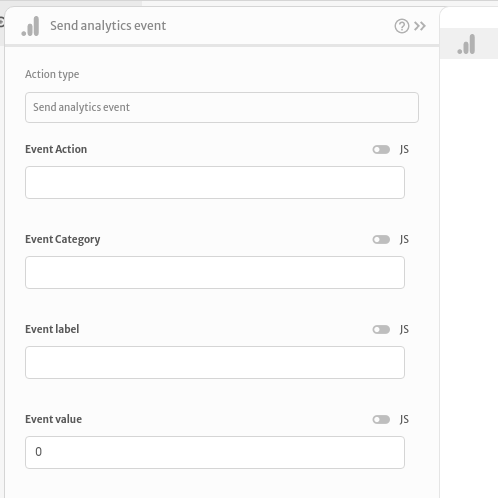 Send analytics event
Action type
Send analytics event
Event Action JS
Event Category JS
Event label JS
Event value JS
0